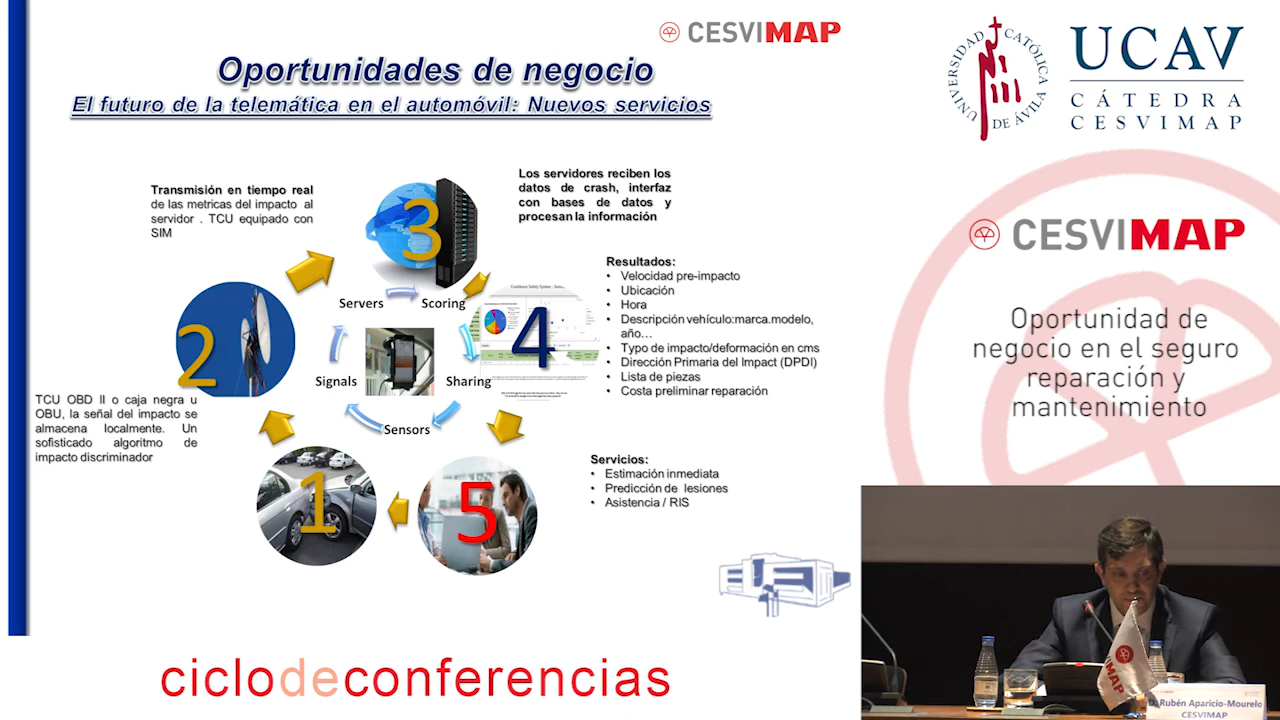 CESVIMAP
Oportunidades de negocio
El futuro de la telemática en el automóvil: Nuevos servicios
Transmisión en tiempo real
de las metricas del impacto al
servidor . TCU equipado con
SIM
3
Los servidores reciben los
datos de crash, interfaz
con bases de datos y
procesan la información
Servers
Scoring
Signals
Sharing
Sensors
2
4
Resultados:
• Velocidad pre-impacto
• Ubicación
• Hora
• Descripción vehículo:marca.modelo,
año…
• Typo de impacto/deformación en cms
• Dirección Primaria del Impact (DPDI)
• Lista de piezas
• Costa preliminar reparación
TCU OBD II o caja negra u
OBU, la señal del impacto se
almacena localmente. Un
sofisticado algoritmo de
impacto discriminador
1
5
Servicios:
• Estimación inmediata
• Predicción de lesiones
• Asistencia / RIS
ciclodeconferencias
UNIVERSIDAD CATÓLICA
DE ÁVILA
UCAV
CÁTEDRA
CESVIMAP
CESVIMAP
Oportunidad de
negocio en el seguro
reparación y
mantenimiento
D. Rubén Aparicio-Mourelo
CESVIMAP